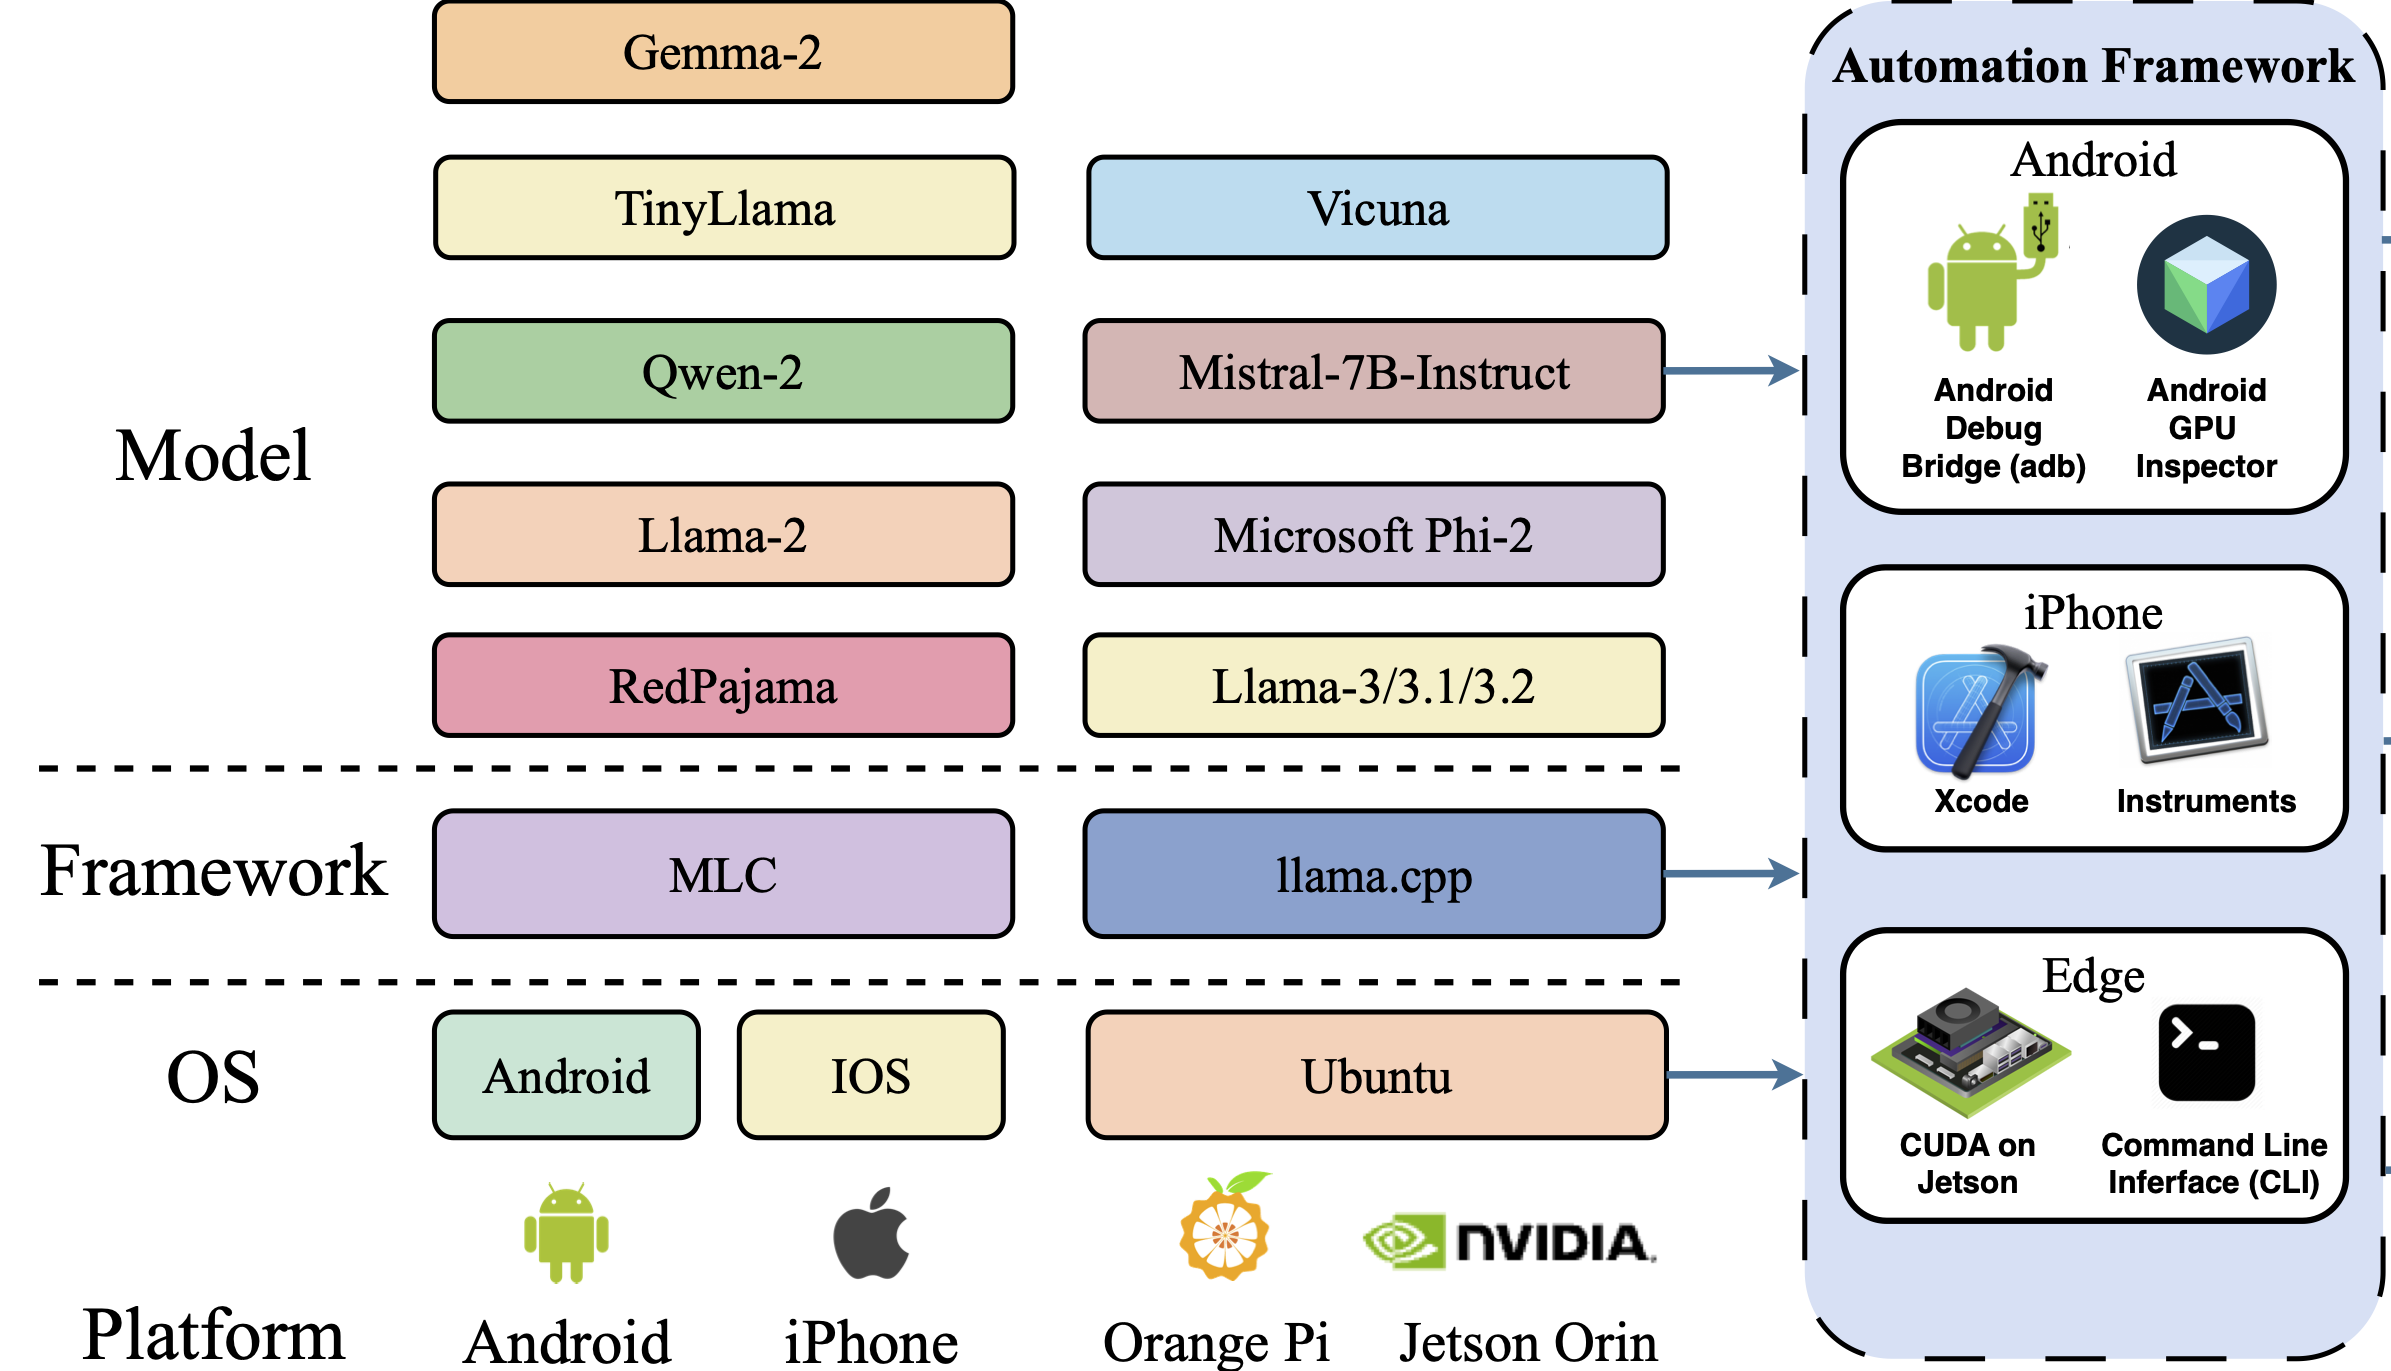 Gemma-2
TinyLlama
Vicuna
Qwen-2
Mistral-7B-Instruct
Model
Llama-2
Microsoft Phi-2
RedPajama
Llama-3/3.1/3.2
Framework
MLC
llama.cpp
OS
Android
IOS
Ubuntu
NVIDIA.
Platform
Android
iPhone
Orange Pi
Jetson Orin
Automation Framework
Android
Android
Debug
Bridge (adb)
Android
GPU
Inspector
iPhone
Xcode
Instruments
Edge
CUDA on
Jetson
Command Line
Inferface (CLI)